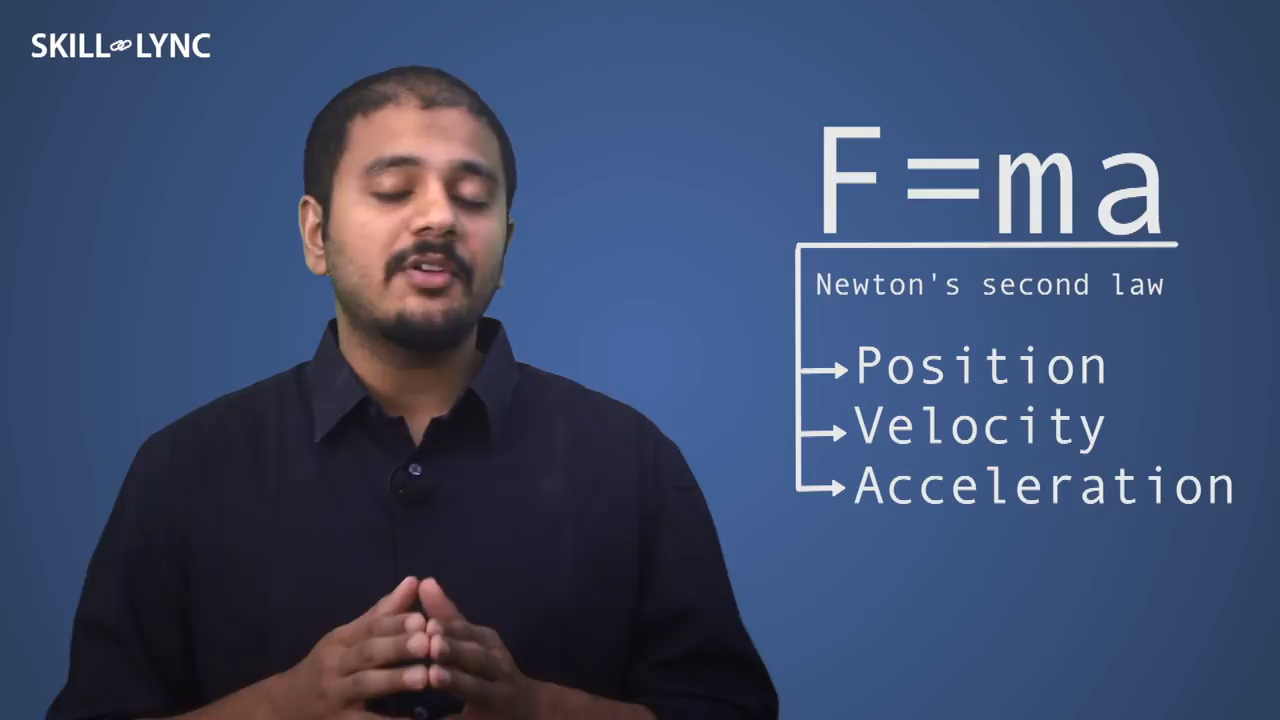 SKILL LYNC
F=ma
Newton's second law
Position
Velocity
Acceleration